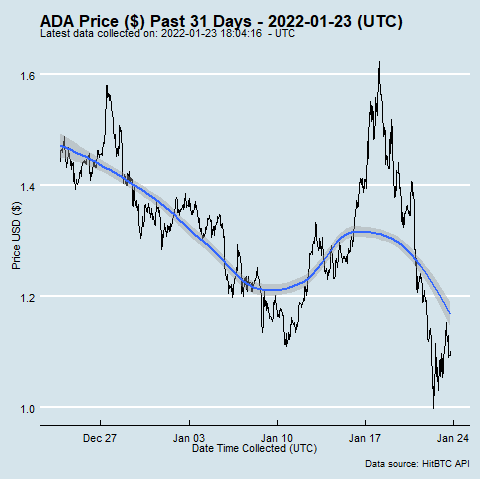 ADA Price ($) Past 31 Days - 2022-01-23 (UTC)
Latest data collected on: 2022-01-23 18:04:16 - UTC
Price USD ($)
1.6
1.4
1.2
1.0
Dec 27 Jan 03 Jan 10 Jan 17 Jan 24
Date Time Collected (UTC)
Data source: HitBTC API